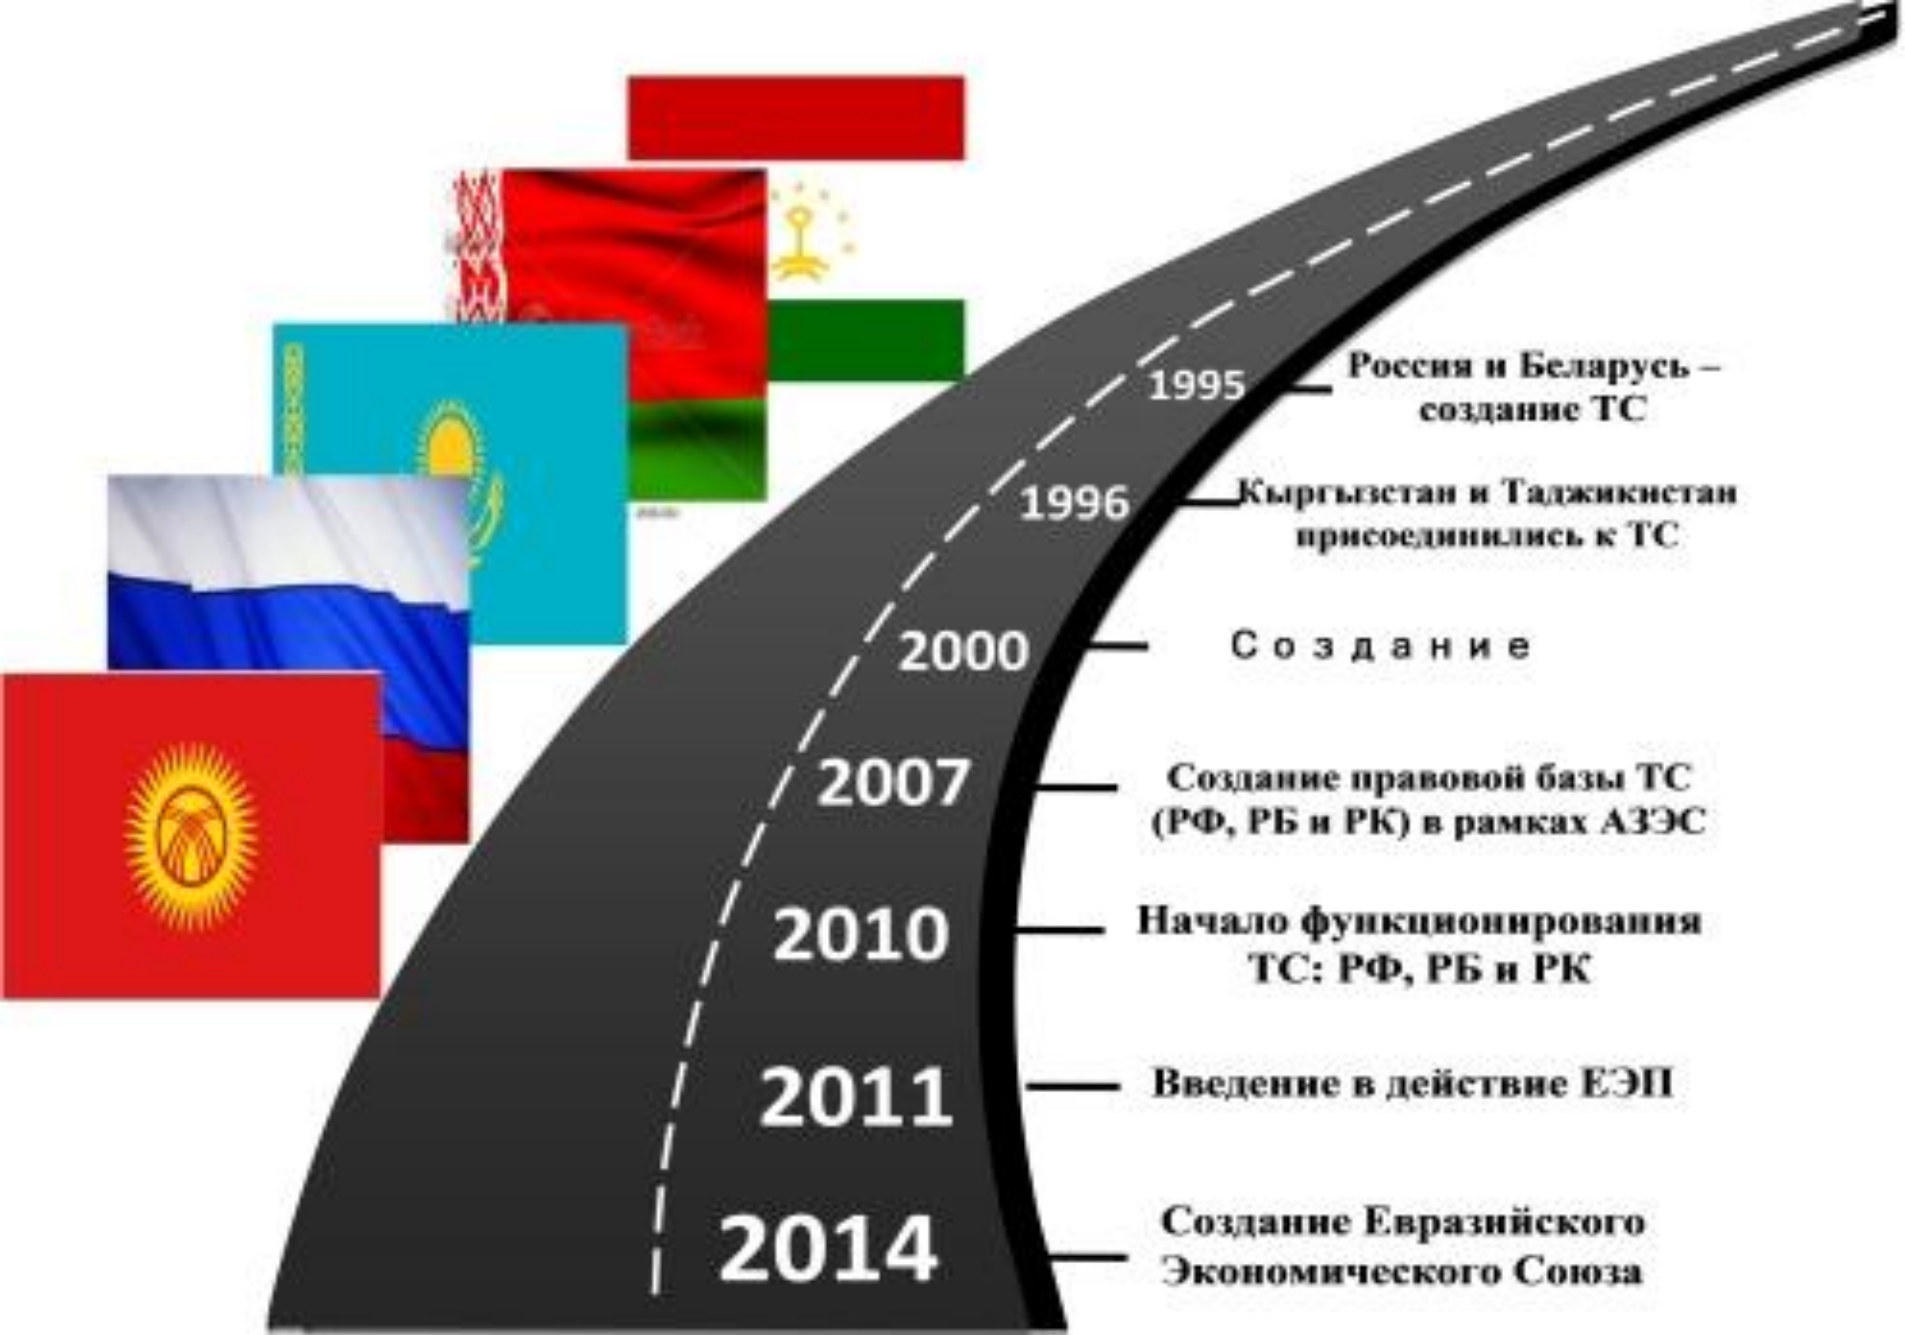 1995
Россия и Беларусь –
создание ТС
1996
Кыргызстан и Таджикистан
присоединились к ТС
2000
Создание
2007
Создание правовой базы ТС
(РФ, РБ и РК) в рамках АЗЭС
2010
Начало функционирования
ТС: РФ, РБ и РК
2011
Введение в действие ЕЭП
2014
Создание Евразийского
Экономического Союза